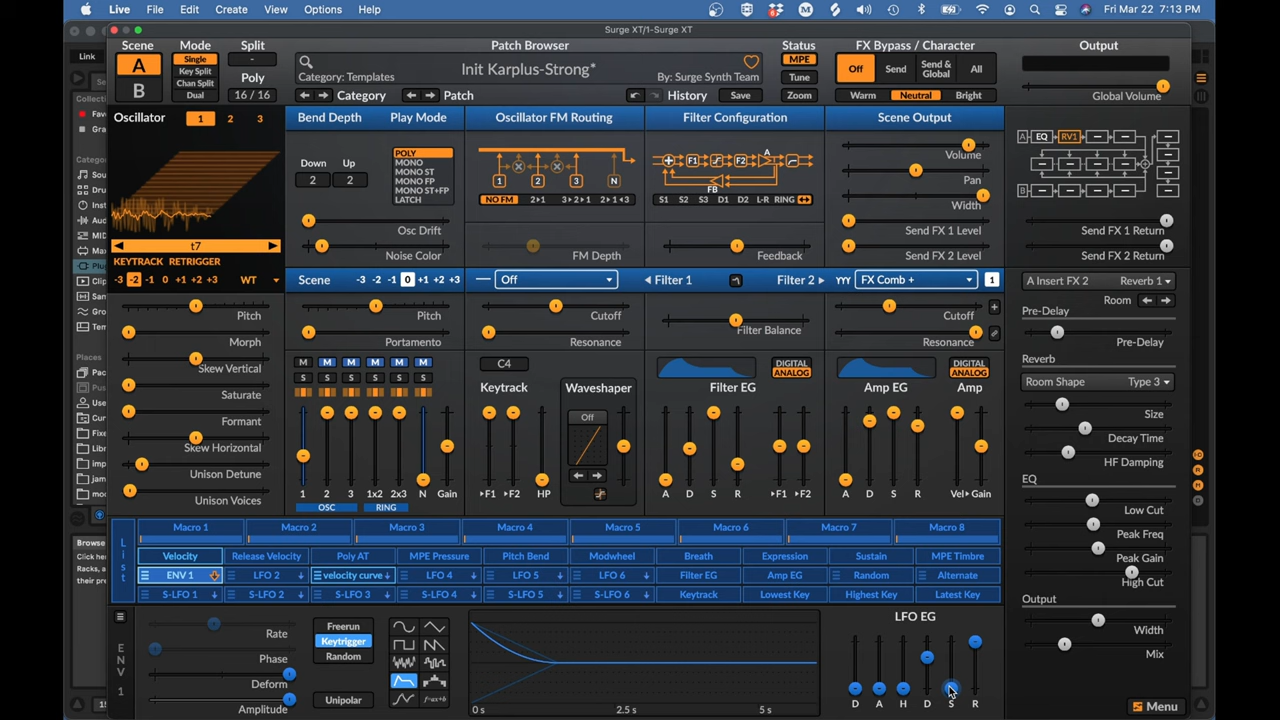 Live File Edit Create View Options Help Fri Mar 22 7:13 PM
Surge XT/1-Surge XT
Link
Scene Mode Split Patch Browser Status FX Bypass / Character Output
A B
Single
Key Split
Chan Split
Dual
-
Poly
16 / 16
Init Karplus-Strong*
Category: Templates By: Surge Synth Team
Category Patch History Save
MPE
Tune
Zoom
Off Send Send & Global All
Warm Neutral Bright
Global Volume
Oscillator 1 2 3
Bend Depth Play Mode
Down Up
2 2
POLY
MONO
MONO ST
MONO FP
MONO ST+FP
LATCH
Osc Drift
Noise Color
Oscillator FM Routing
1 2 3 N
NO FM 2>1 3>2>1 2>1<3
FM Depth
Filter Configuration
A
F1 F2
FB
S1 S2 S3 D1 D2 L-R RING
Feedback
Scene Output
Volume
Pan
Width
Send FX 1 Level
Send FX 2 Level
A EQ RV1
B
Send FX 1 Return
Send FX 2 Return
t7
KEYTRACK RETRIGGER
-3 -2 -1 0 +1 +2 +3 WT
Scene -3 -2 -1 0 +1 +2 +3
Off
Filter 1 Filter 2
FX Comb + 1
A Insert FX 2 Reverb 1
Room
Pitch
Morph
Skew Vertical
Saturate
Formant
Skew Horizontal
Unison Detune
Unison Voices
Pitch
Portamento
Cutoff
Resonance
Filter Balance
Cutoff
Resonance
M M M M M M
S S S S S S
1 2 3 1x2 2x3 N Gain
OSC RING
C4
Keytrack
>F1 >F2 HP
Waveshaper
Off
DIGITAL
ANALOG
Filter EG
A D S R >F1 >F2
DIGITAL
ANALOG
Amp EG Amp
A D S R Vel> Gain
Pre-Delay
Pre-Delay
Reverb
Room Shape Type 3
Size
Decay Time
HF Damping
EQ
Low Cut
Peak Freq
Peak Gain
High Cut
Output
Width
Mix
List
Macro 1 Macro 2 Macro 3 Macro 4 Macro 5 Macro 6 Macro 7 Macro 8
Velocity Release Velocity Poly AT MPE Pressure Pitch Bend Modwheel Breath Expression Sustain MPE Timbre
ENV 1 LFO 2 velocity curve LFO 4 LFO 5 LFO 6 Filter EG Amp EG Random Alternate
S-LFO 1 S-LFO 2 S-LFO 3 S-LFO 4 S-LFO 5 S-LFO 6 Keytrack Lowest Key Highest Key Latest Key
ENV 1
Rate
Phase
Deform
Amplitude
Freerun
Keytrigger
Random
Unipolar
f=a×b
0 s 2.5 s 5 s
LFO EG
D A H D S R
Menu